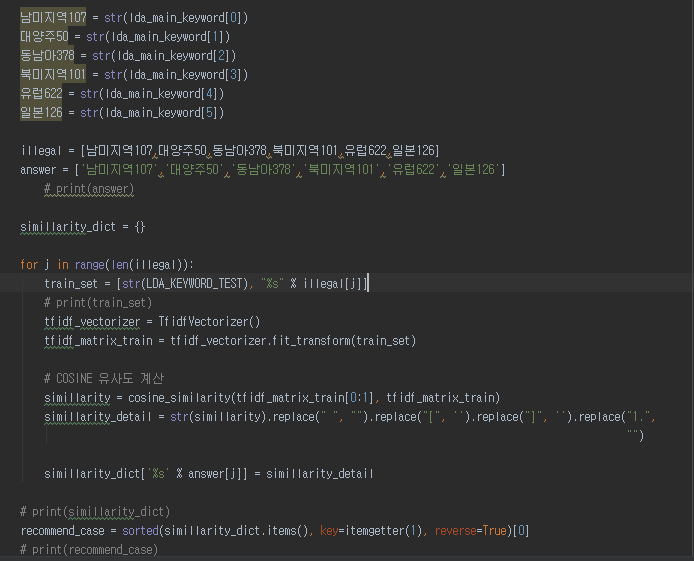 남미지역107 = str(lda_main_keyword[0])
대양주50 = str(lda_main_keyword[1])
동남아378 = str(lda_main_keyword[2])
북미지역101 = str(lda_main_keyword[3])
유럽622 = str(lda_main_keyword[4])
일본126 = str(lda_main_keyword[5])
illegal = [남미지역107,대양주50,동남아378,북미지역101,유럽622,일본126]
answer = ['남미지역107','대양주50','동남아378','북미지역101','유럽622','일본126']
# print(answer)
simillarity_dict = {}
for j in range(len(illegal)):
train_set = [str(LDA_KEYWORD_TEST), "%s" % illegal[j]]
# print(train_set)
tfidf_vectorizer = TfidfVectorizer()
tfidf_matrix_train = tfidf_vectorizer.fit_transform(train_set)
# COSINE 유사도 계산
simillarity = cosine_similarity(tfidf_matrix_train[0:1], tfidf_matrix_train)
simillarity_detail = str(simillarity).replace(" ", "").replace("[", '').replace("]", '').replace("1.",
"")
simillarity_dict['%s' % answer[j]] = simillarity_detail
# print(simillarity_dict)
recommend_case = sorted(simillarity_dict.items(), key=itemgetter(1), reverse=True)[0]
# print(recommend_case)